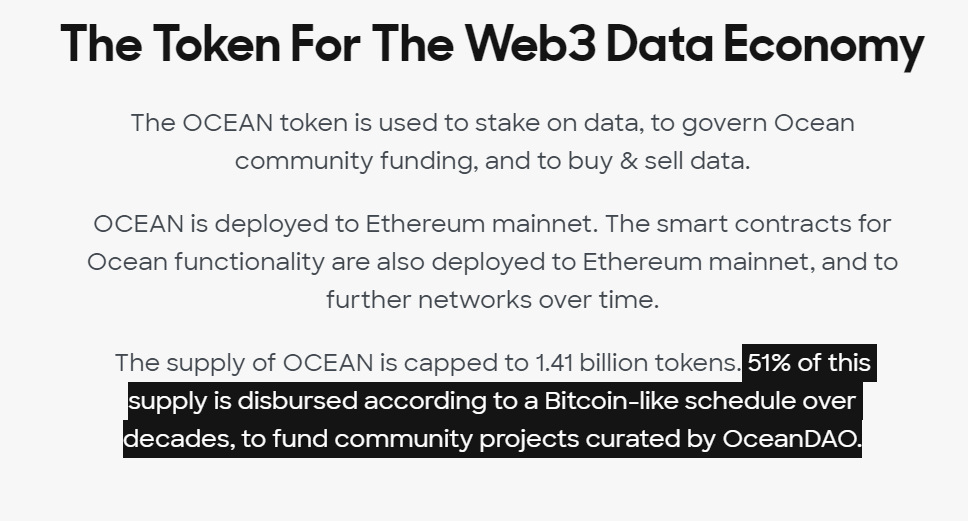 The Token For The Web3 Data Economy
The OCEAN token is used to stake on data, to govern Ocean
community funding, and to buy & sell data.
OCEAN is deployed to Ethereum mainnet. The smart contracts for
Ocean functionality are also deployed to Ethereum mainnet, and to
further networks over time.
The supply of OCEAN is capped to 1.41 billion tokens. 51% of this
supply is disbursed according to a Bitcoin-like schedule over
decades, to fund community projects curated by OceanDAO.